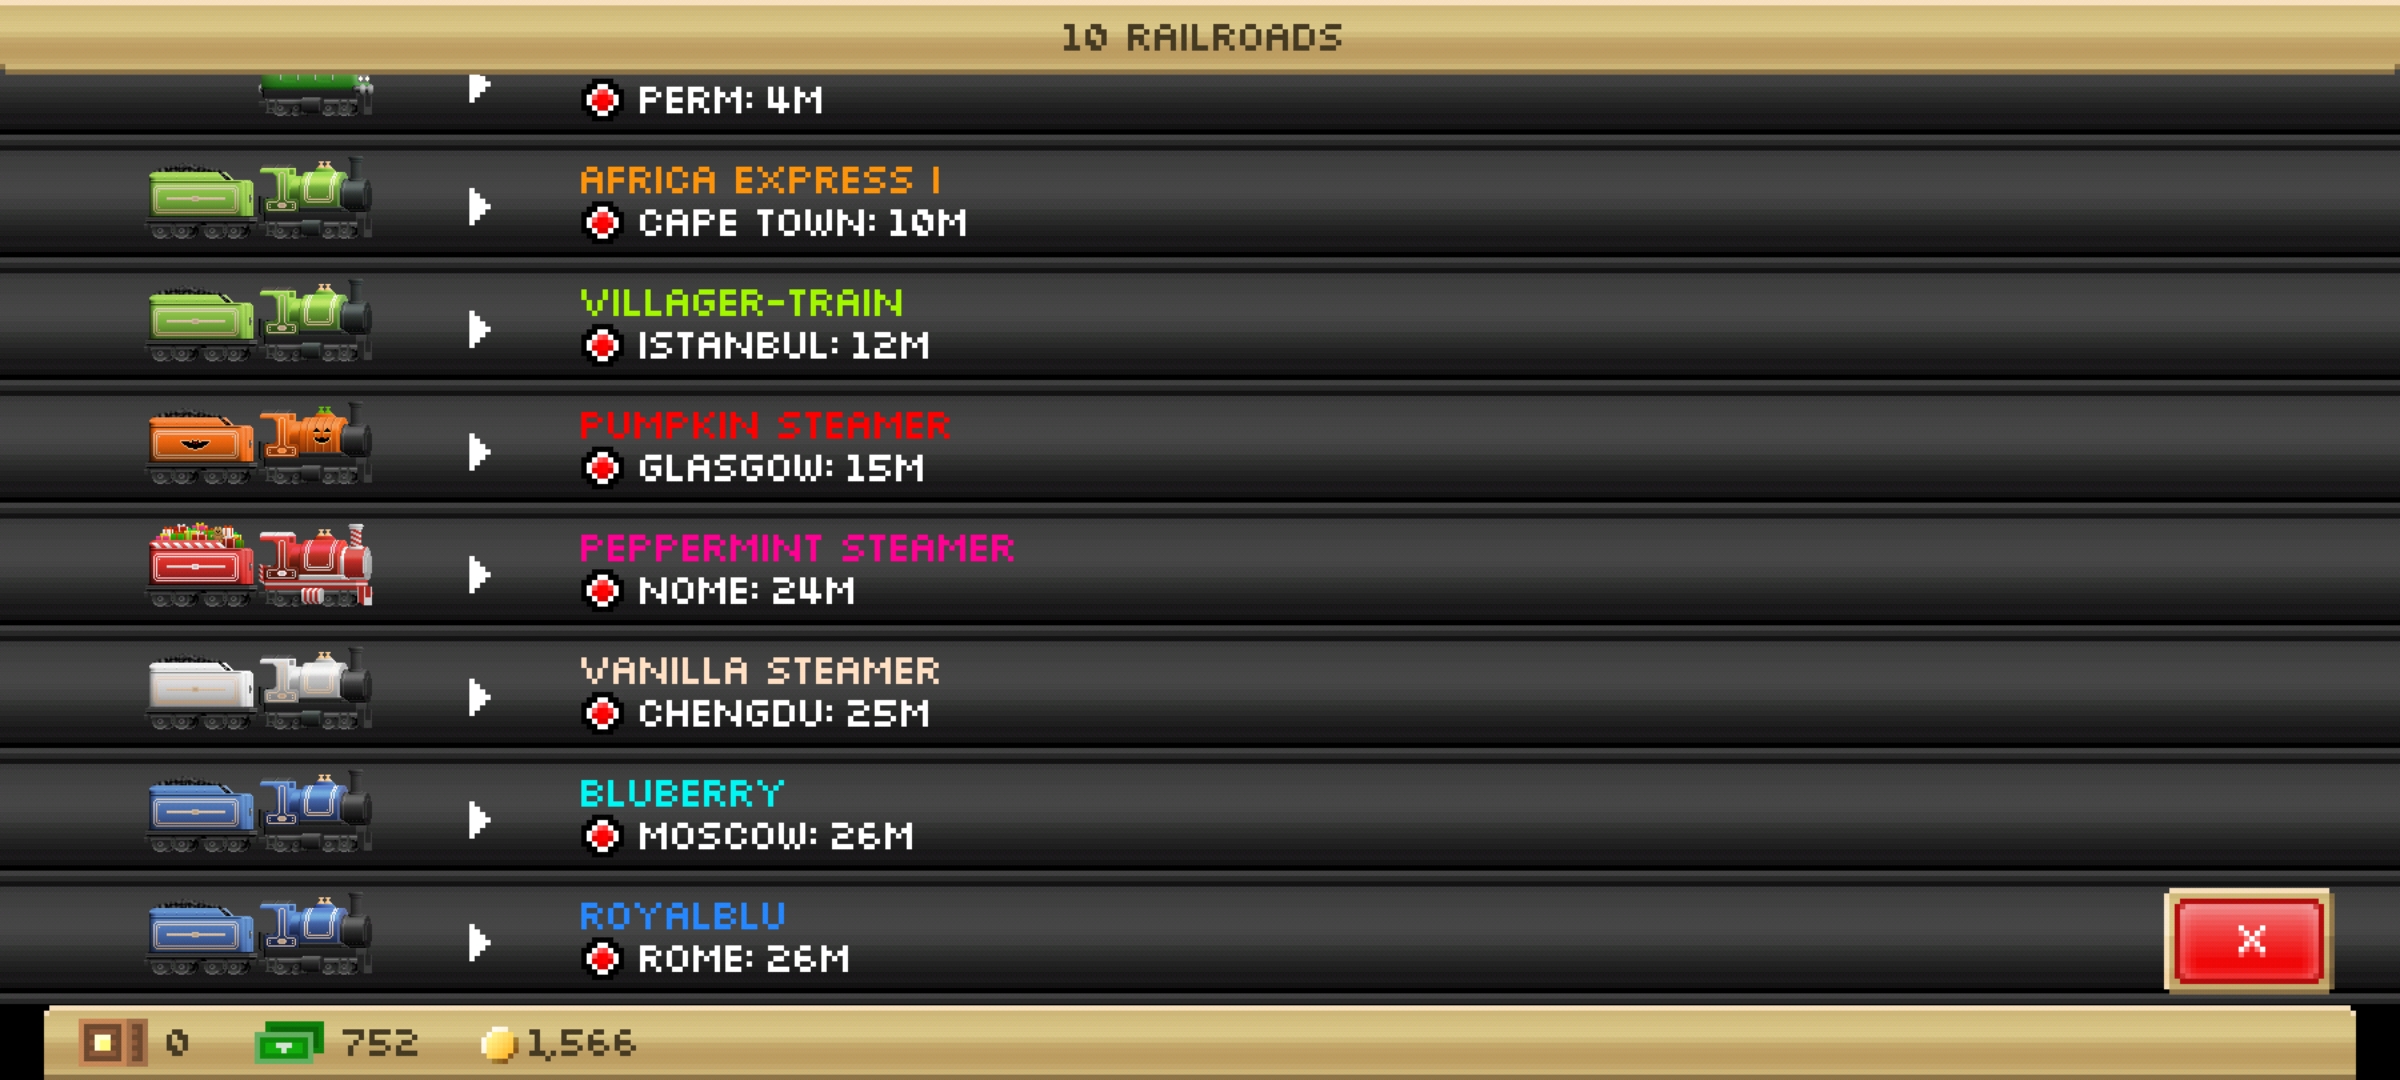 10 RAILROADS
PERM: 4M
AFRICA EXPRESS I
CAPE TOWN: 10M
VILLAGER-TRAIN
ISTANBUL: 12M
PUMPKIN STEAMER
GLASGOW: 15M
PEPPERMINT STEAMER
NOME: 24M
VANILLA STEAMER
CHENGDU: 25M
BLUBERRY
MOSCOW: 26M
ROYALBLU
ROME: 26M
X
0 752 1,566